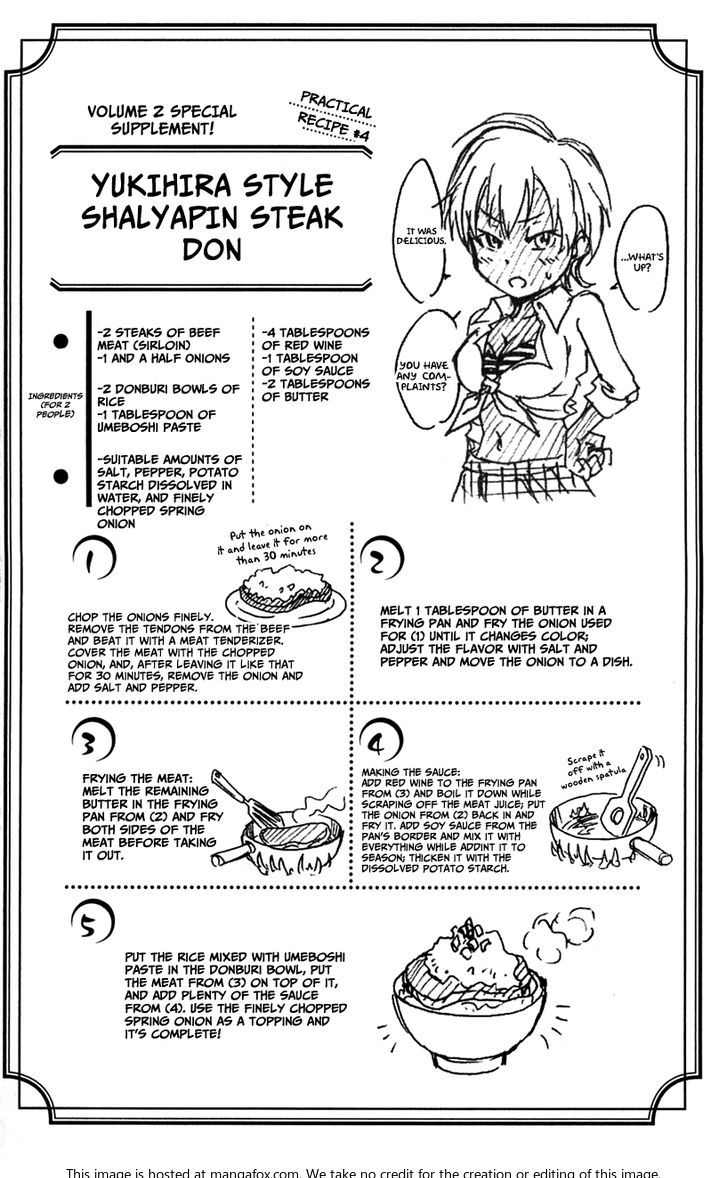 VOLUME 2 SPECIAL
SUPPLEMENT!
PRACTICAL
RECIPE #4
YUKIHIRA STYLE
SHALYAPIN STEAK
DON
IT WAS
DELICIOUS.
...WHAT'S
UP?
YOU HAVE
ANY COM-
PLAINTS?
INGREDIENTS
(FOR 2
PEOPLE)
-2 STEAKS OF BEEF
MEAT (SIRLOIN)
-1 AND A HALF ONIONS
-2 DONBURI BOWLS OF
RICE
-1 TABLESPOON OF
UMEBOSHI PASTE
-SUITABLE AMOUNTS OF
SALT, PEPPER, POTATO
STARCH DISSOLVED IN
WATER, AND FINELY
CHOPPED SPRING
ONION
-4 TABLESPOONS
OF RED WINE
-1 TABLESPOON
OF SOY SAUCE
-2 TABLESPOONS
OF BUTTER
1
Put the onion on
it and leave it for more
than 30 minutes
CHOP THE ONIONS FINELY.
REMOVE THE TENDONS FROM THE BEEF
AND BEAT IT WITH A MEAT TENDERIZER.
COVER THE MEAT WITH THE CHOPPED
ONION, AND, AFTER LEAVING IT LIKE THAT
FOR 30 MINUTES, REMOVE THE ONION AND
ADD SALT AND PEPPER.
2
MELT 1 TABLESPOON OF BUTTER IN A
FRYING PAN AND FRY THE ONION USED
FOR (1) UNTIL IT CHANGES COLOR;
ADJUST THE FLAVOR WITH SALT AND
PEPPER AND MOVE THE ONION TO A DISH.
3
FRYING THE MEAT:
MELT THE REMAINING
BUTTER IN THE FRYING
PAN FROM (2) AND FRY
BOTH SIDES OF THE
MEAT BEFORE TAKING
IT OUT.
4
Scrape it
off with a
wooden spatula
MAKING THE SAUCE:
ADD RED WINE TO THE FRYING PAN
FROM (3) AND BOIL IT DOWN WHILE
SCRAPING OFF THE MEAT JUICE; PUT
THE ONION FROM (2) BACK IN AND
FRY IT. ADD SOY SAUCE FROM THE
PAN'S BORDER AND MIX IT WITH
EVERYTHING WHILE ADDINT IT TO
SEASON; THICKEN IT WITH THE
DISSOLVED POTATO STARCH.
5
PUT THE RICE MIXED WITH UMEBOSHI
PASTE IN THE DONBURI BOWL, PUT
THE MEAT FROM (3) ON TOP OF IT,
AND ADD PLENTY OF THE SAUCE
FROM (4). USE THE FINELY CHOPPED
SPRING ONION AS A TOPPING AND
IT'S COMPLETE!
This image is hosted at mangafox.com. We take no credit for the creation or editing of this image.